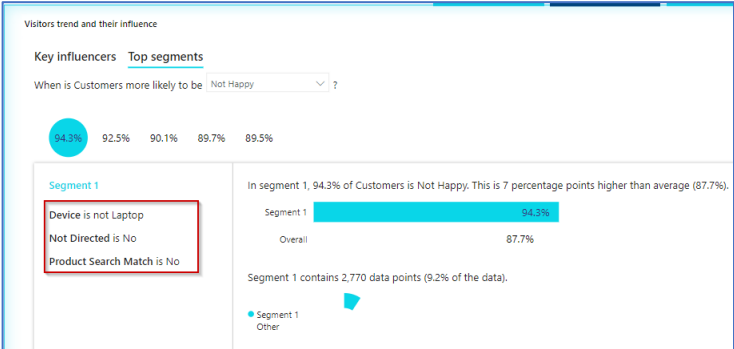 Visitors trend and their influence
Key influencers Top segments
When is Customers more likely to be Not Happy ?
94.3% 92.5% 90.1% 89.7% 89.5%
Segment 1
Device is not Laptop
Not Directed is No
Product Search Match is No
In segment 1, 94.3% of Customers is Not Happy. This is 7 percentage points higher than average (87.7%).
Segment 1 94.3%
Overall 87.7%
Segment 1 contains 2,770 data points (9.2% of the data).
Segment 1
Other